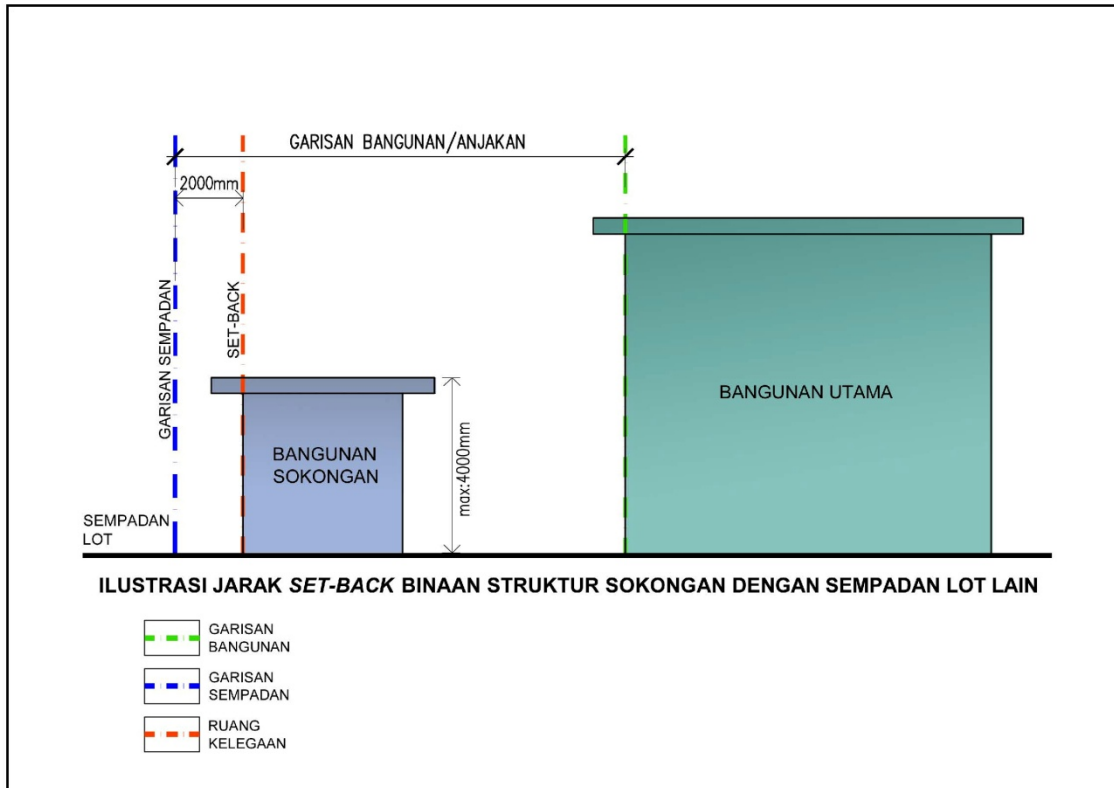 GARISAN BANGUNAN/ANJAKAN
2000mm
GARISAN SEMPADAN
SET-BACK
BANGUNAN
SOKONGAN
max:4000mm
BANGUNAN UTAMA
SEMPADAN
LOT
ILUSTRASI JARAK SET-BACK BINAAN STRUKTUR SOKONGAN DENGAN SEMPADAN LOT LAIN
GARISAN
BANGUNAN
GARISAN
SEMPADAN
RUANG
KELEGAAN